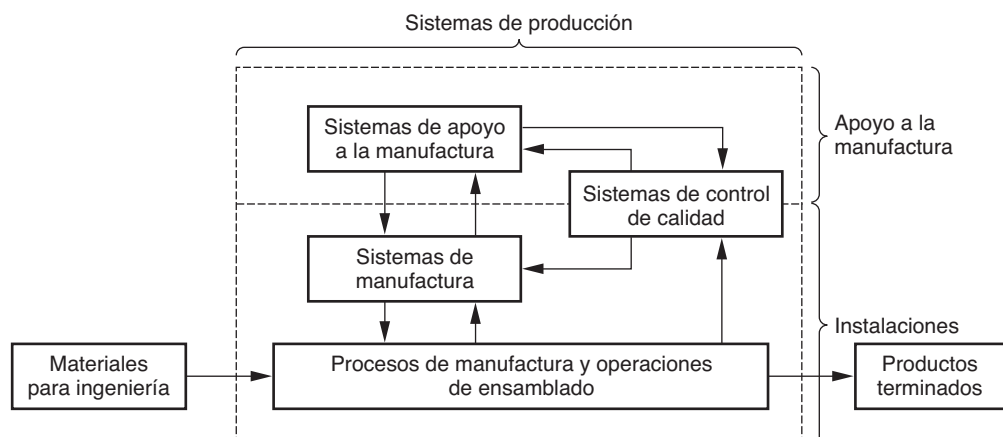 Sistemas de producción
Sistemas de apoyo
a la manufactura
Apoyo a la
manufactura
Sistemas de control
de calidad
Sistemas de
manufactura
Instalaciones
Materiales
para ingeniería
Procesos de manufactura y operaciones
de ensamblado
Productos
terminados